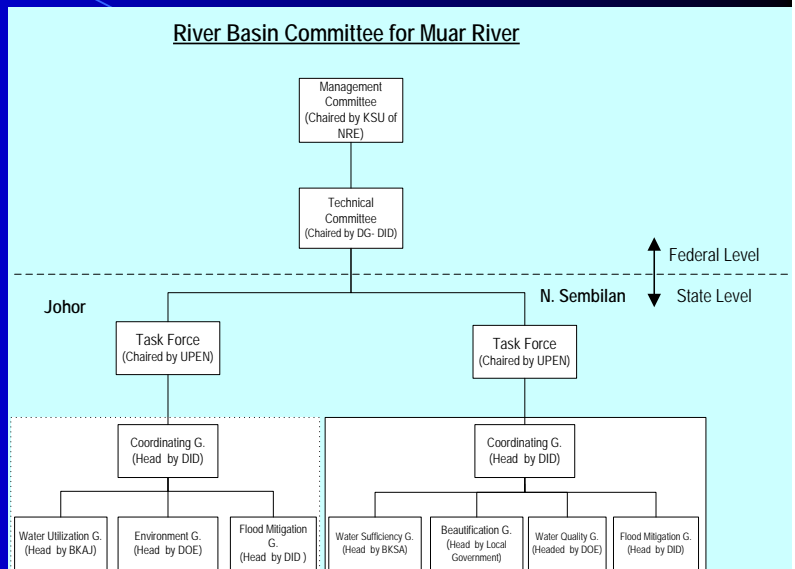 River Basin Committee for Muar River
Management
Committee
(Chaired by KSU of
NRE)
Technical
Committee
(Chaired by DG- DID)
Federal Level
State Level
Johor
N. Sembilan
Task Force
(Chaired by UPEN)
Task Force
(Chaired by UPEN)
Coordinating G.
(Head by DID)
Coordinating G.
(Head by DID)
Water Utilization G.
(Head by BKAJ)
Environment G.
(Head by DOE)
Flood Mitigation
G.
(Head by DID )
Water Sufficiency G.
(Head by BKSA)
Beautification G.
(Head by Local
Government)
Water Quality G.
(Headed by DOE)
Flood Mitigation G.
(Head by DID)